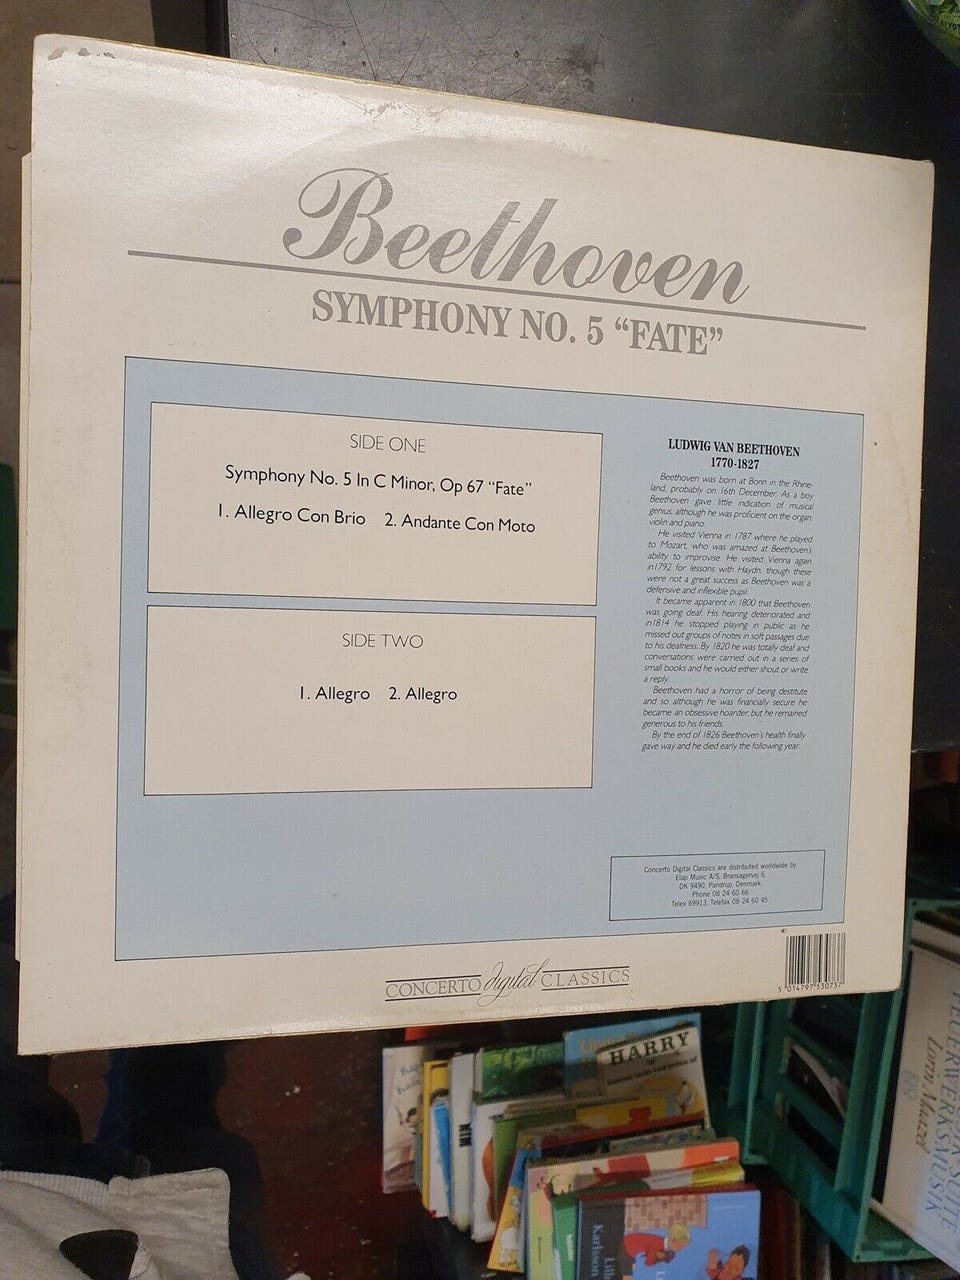 Beethoven
SYMPHONY NO. 5 “FATE”
SIDE ONE
Symphony No. 5 In C Minor, Op 67 “Fate”
1. Allegro Con Brio 2. Andante Con Moto
SIDE TWO
1. Allegro 2. Allegro
LUDWIG VAN BEETHOVEN
1770-1827
Beethoven was born at Bonn in the Rhine-
land, probably on 16th December. As a boy
Beethoven gave little indication of musical
genius, although he was proficient on the organ,
violin and piano.
He visited Vienna in 1787 where he played
to Mozart, who was amazed at Beethoven's
ability to improvise. He visited Vienna again
in1792 for lessons with Haydn, though these
were not a great success as Beethoven was a
defensive and inflexible pupil.
It became apparent in 1800 that Beethoven
was going deaf. His hearing deteriorated and
in1814 he stopped playing in public as he
missed out groups of notes in soft passages due
to his deafness. By 1820 he was totally deaf and
conversations were carried out in a series of
small books and he would either shout or write
a reply.
Beethoven had a horror of being destitute
and so although he was financially secure he
became an obsessive hoarder, but he remained
generous to his friends.
By the end of 1826 Beethoven's health finally
gave way and he died early the following year.
Concerto Digital Classics are distributed worldwide by
Elap Music A/S, Bransagervej 6,
DK 9490, Pandrup, Denmark.
Phone 08 24 60 66
Telex 69913, Telefax 08 24 60 45
CONCERTO digital CLASSICS
5 014797 530737
HARRY
KIM
Karlsson
FEUERWERKSMUSIK
Lorin Maazel